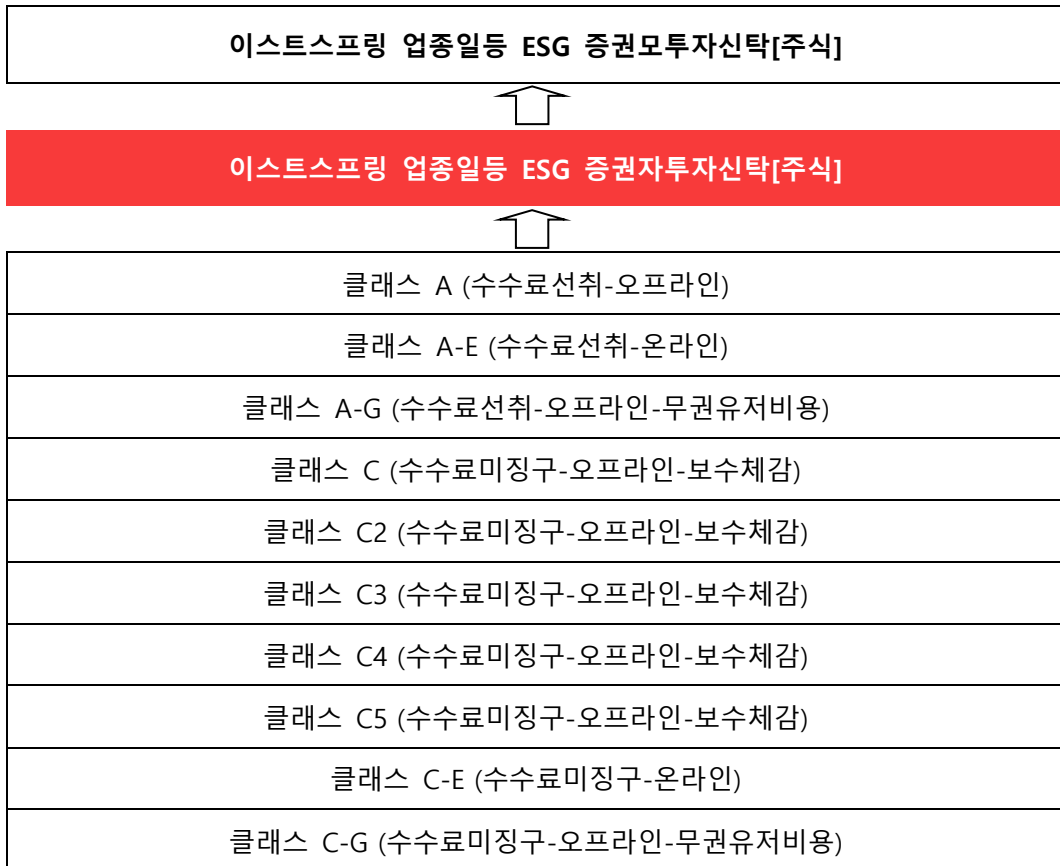 이스트스프링 업종일등 ESG 증권모투자신탁[주식]
이스트스프링 업종일등 ESG 증권자투자신탁[주식]
클래스 A (수수료선취-오프라인)
클래스 A-E (수수료선취-온라인)
클래스 A-G (수수료선취-오프라인-무권유저비용)
클래스 C (수수료미징구-오프라인-보수체감)
클래스 C2 (수수료미징구-오프라인-보수체감)
클래스 C3 (수수료미징구-오프라인-보수체감)
클래스 C4 (수수료미징구-오프라인-보수체감)
클래스 C5 (수수료미징구-오프라인-보수체감)
클래스 C-E (수수료미징구-온라인)
클래스 C-G (수수료미징구-오프라인-무권유저비용)